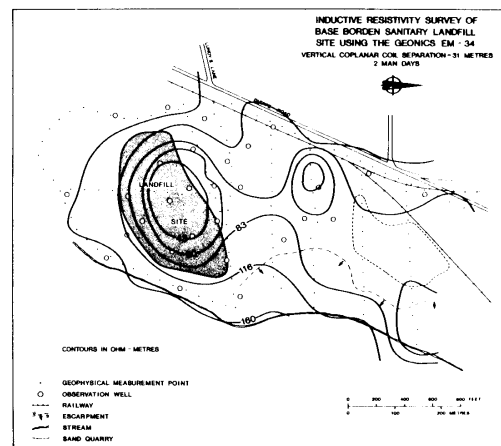 INDUCTIVE RESISTIVITY SURVEY OF
BASE BORDEN SANITARY LANDFILL
SITE USING THE GEONICS EM - 34
VERTICAL COPLANAR COIL SEPARATION - 31 METRES
2 MAN DAYS
LANDFILL
SITE
83
116
160
CONTOURS IN OHM - METRES
GEOPHYSICAL MEASUREMENT POINT
OBSERVATION WELL
RAILWAY
ESCARPMENT
STREAM
SAND QUARRY
0 200 400 600 800 FEET
0 100 200 METRES